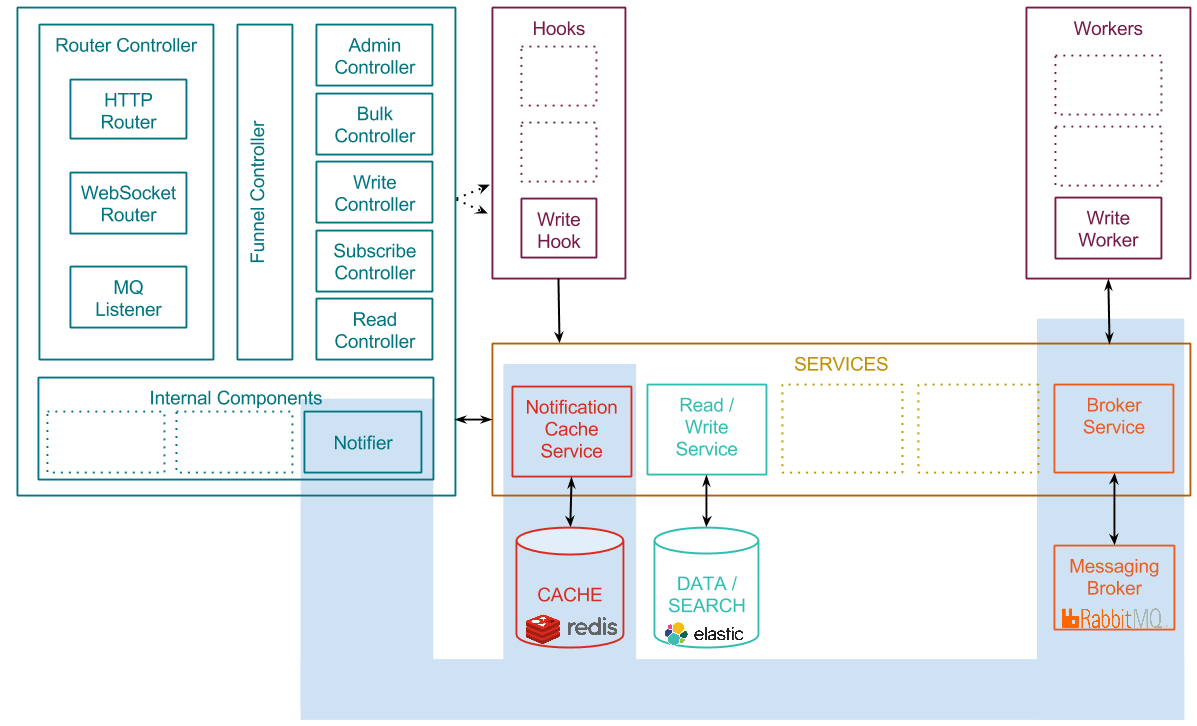 Router Controller
HTTP
Router
WebSocket
Router
MQ
Listener
Funnel Controller
Admin
Controller
Bulk
Controller
Write
Controller
Subscribe
Controller
Read
Controller
Internal Components
Notifier
Hooks
Write
Hook
Workers
Write
Worker
SERVICES
Notification
Cache
Service
Read /
Write
Service
Broker
Service
CACHE
redis
DATA /
SEARCH
elastic
Messaging
Broker
RabbitMQ